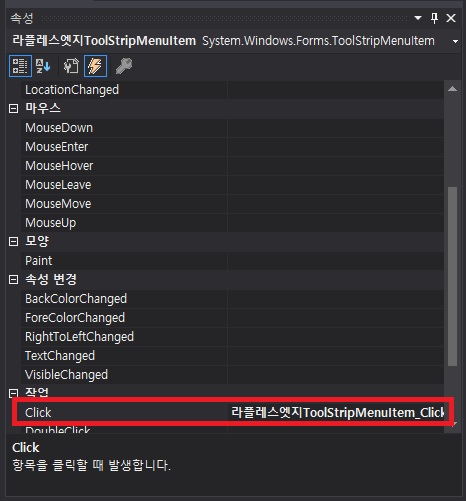 속성
라플레스엣지ToolStripMenuItem System.Windows.Forms.ToolStripMenuItem
LocationChanged
마우스
MouseDown
MouseEnter
MouseHover
MouseLeave
MouseMove
MouseUp
모양
Paint
속성 변경
BackColorChanged
ForeColorChanged
RightToLeftChanged
TextChanged
VisibleChanged
작업
Click 라플레스엣지ToolStripMenuItem_Click
DoubleClick
Click
항목을 클릭할 때 발생합니다.